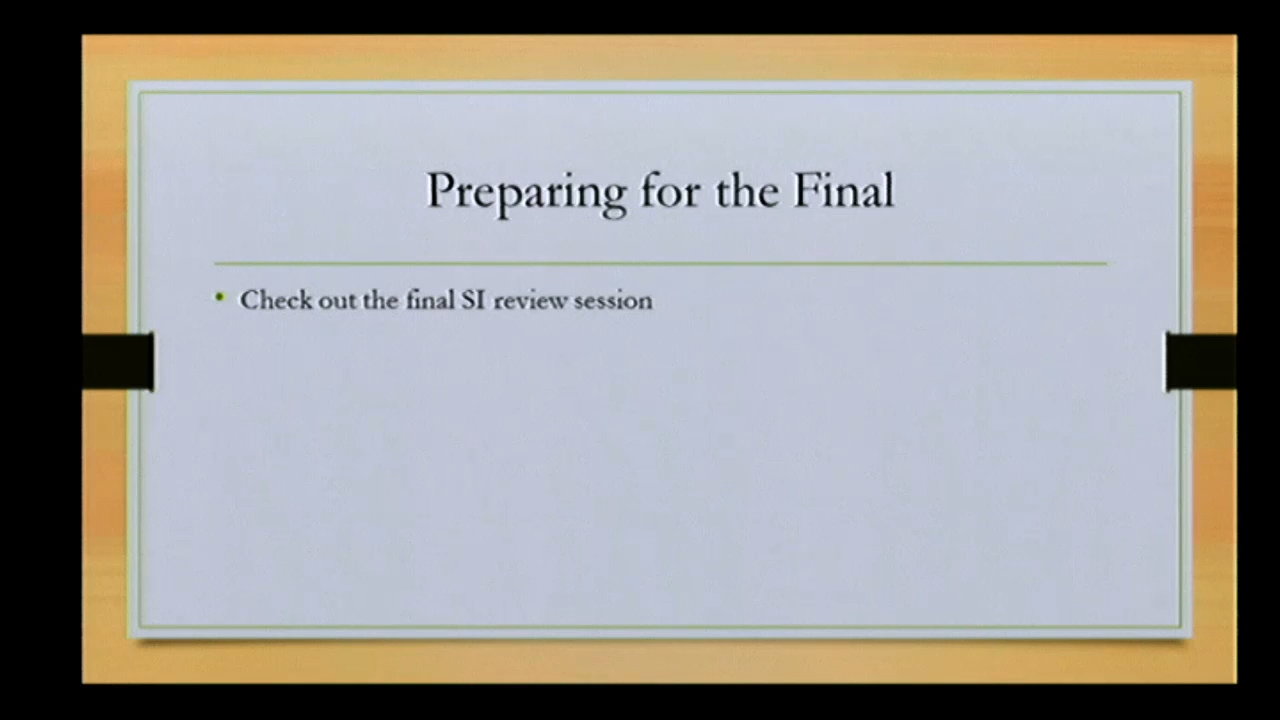 Preparing for the Final
• Check out the final SI review session